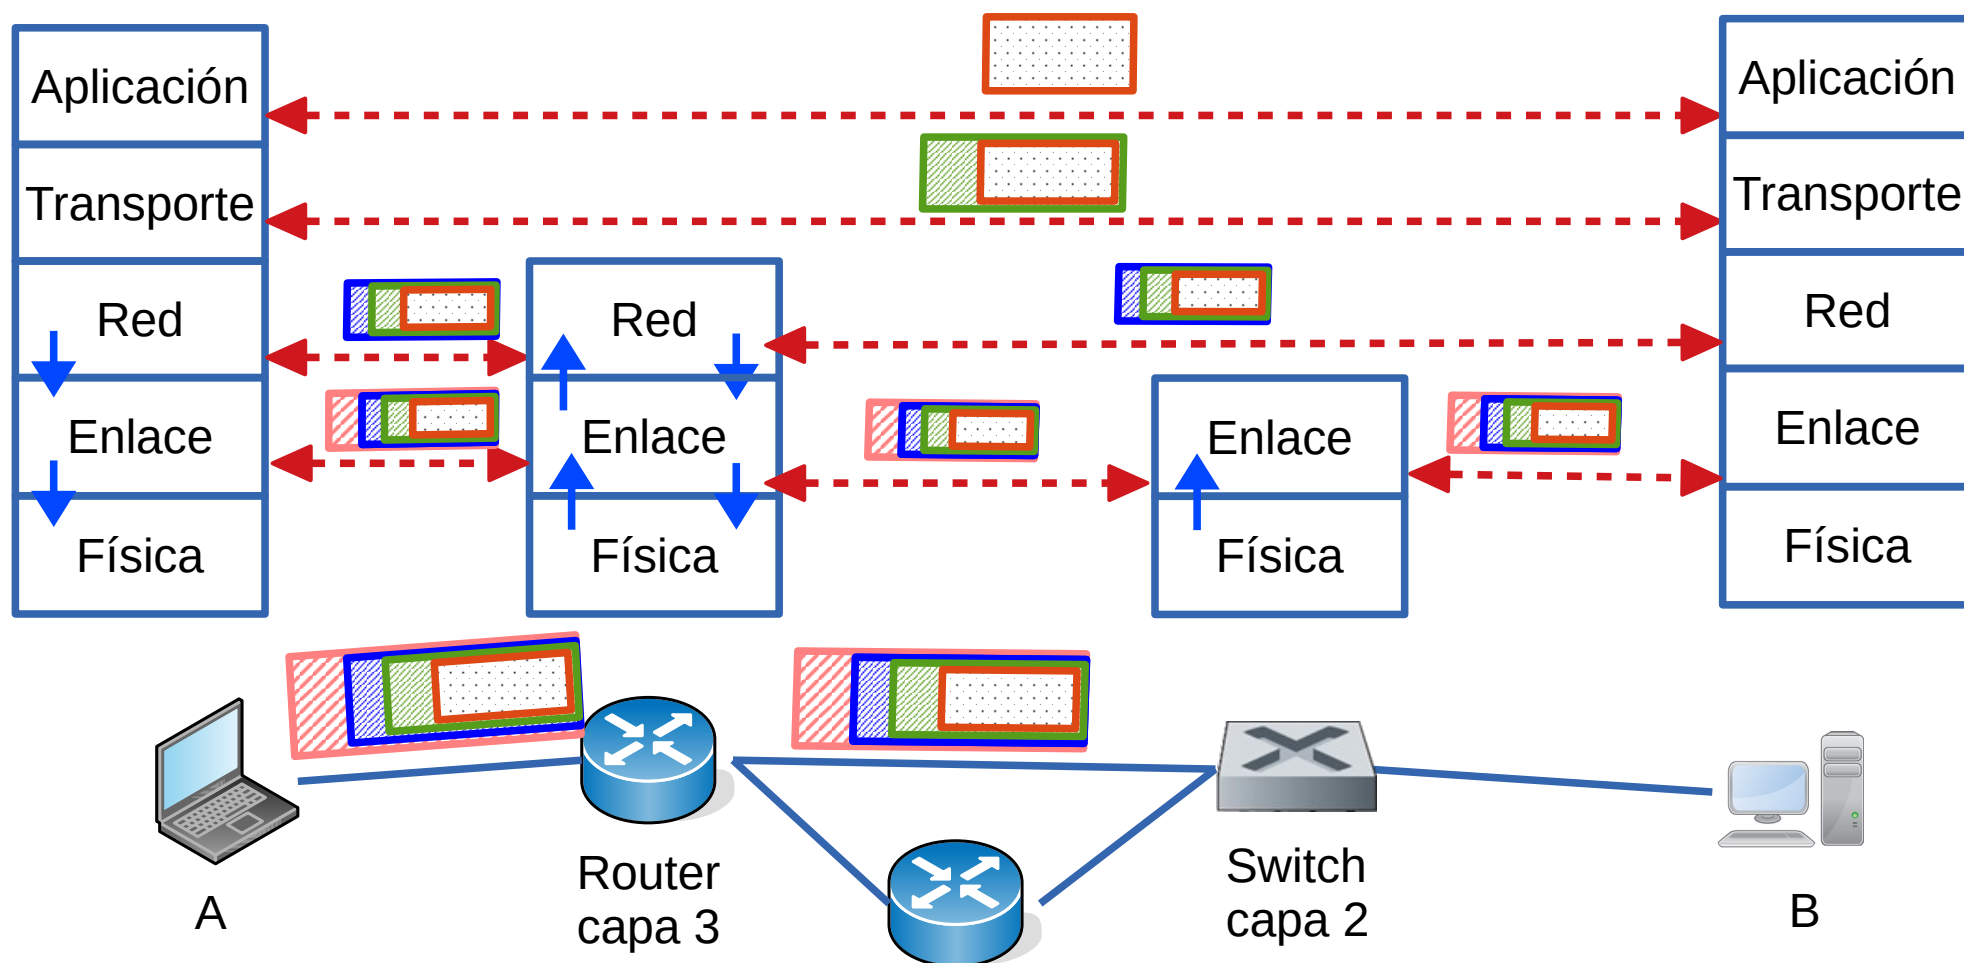 Aplicación
Transporte
Red
Enlace
Física
Red
Enlace
Física
Enlace
Física
Aplicación
Transporte
Red
Enlace
Física
A
Router
capa 3
Switch
capa 2
B